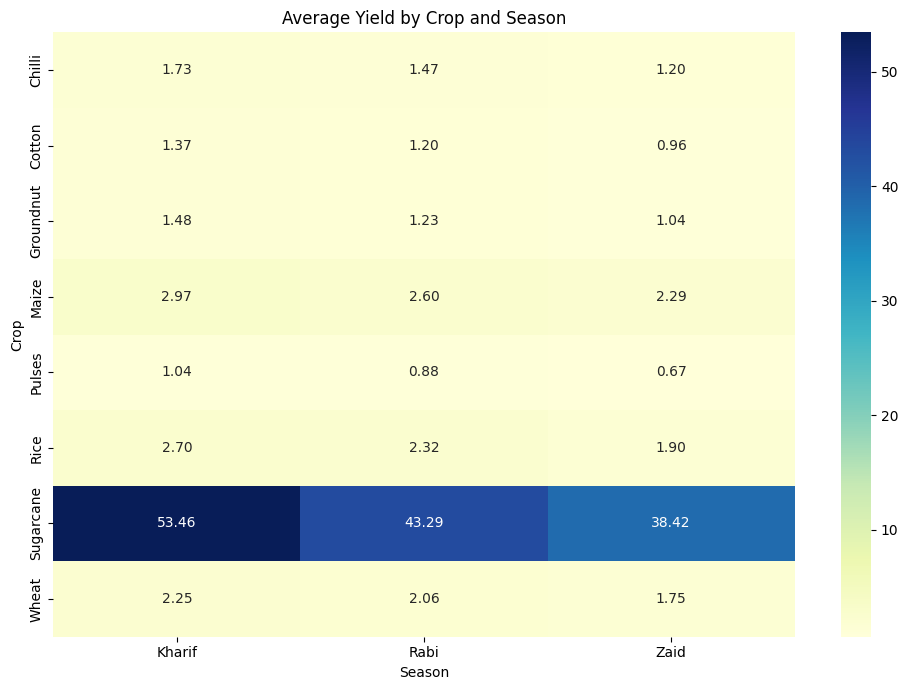 Average Yield by Crop and Season
Crop
Chilli 1.73 1.47 1.20
Cotton 1.37 1.20 0.96
Groundnut 1.48 1.23 1.04
Maize 2.97 2.60 2.29
Pulses 1.04 0.88 0.67
Rice 2.70 2.32 1.90
Sugarcane 53.46 43.29 38.42
Wheat 2.25 2.06 1.75
Kharif Rabi Zaid
Season
50
40
30
20
10